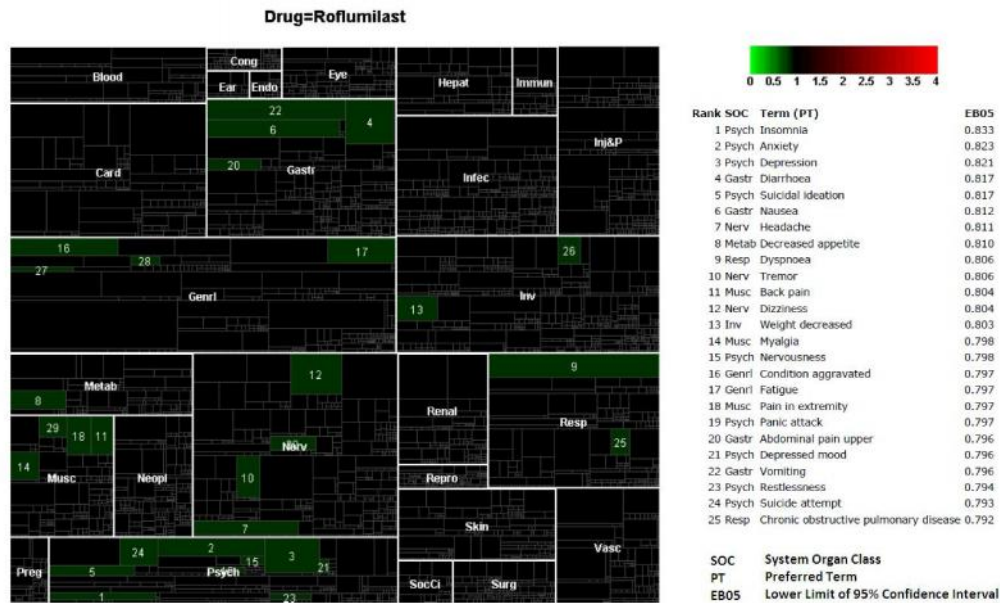 Drug=Roflumilast
Blood
Cong
Eye
Ear
Endo
Hepat
Immun
22
6
4
20
Gastr
Card
Infec
Inj&P
16
17
28
27
Genrl
26
Inv
13
Metab
8
12
Renal
9
Resp
25
29
18
11
14
Musc
Neopl
Nerv
10
7
Repro
Skin
Vasc
Preg
24
2
3
15
5
Psych
21
1
23
SocCi
Surg
0 0.5 1 1.5 2 2.5 3 3.5 4
Rank SOC Term (PT) EB05
1 Psych Insomnia 0.833
2 Psych Anxiety 0.823
3 Psych Depression 0.821
4 Gastr Diarrhoea 0.817
5 Psych Suicidal ideation 0.817
6 Gastr Nausea 0.812
7 Nerv Headache 0.811
8 Metab Decreased appetite 0.810
9 Resp Dyspnoea 0.806
10 Nerv Tremor 0.806
11 Musc Back pain 0.804
12 Nerv Dizziness 0.804
13 Inv Weight decreased 0.803
14 Musc Myalgia 0.798
15 Psych Nervousness 0.798
16 Genrl Condition aggravated 0.797
17 Genrl Fatigue 0.797
18 Musc Pain in extremity 0.797
19 Psych Panic attack 0.797
20 Gastr Abdominal pain upper 0.796
21 Psych Depressed mood 0.796
22 Gastr Vomiting 0.796
23 Psych Restlessness 0.794
24 Psych Suicide attempt 0.793
25 Resp Chronic obstructive pulmonary disease 0.792
SOC System Organ Class
PT Preferred Term
EB05 Lower Limit of 95% Confidence Interval